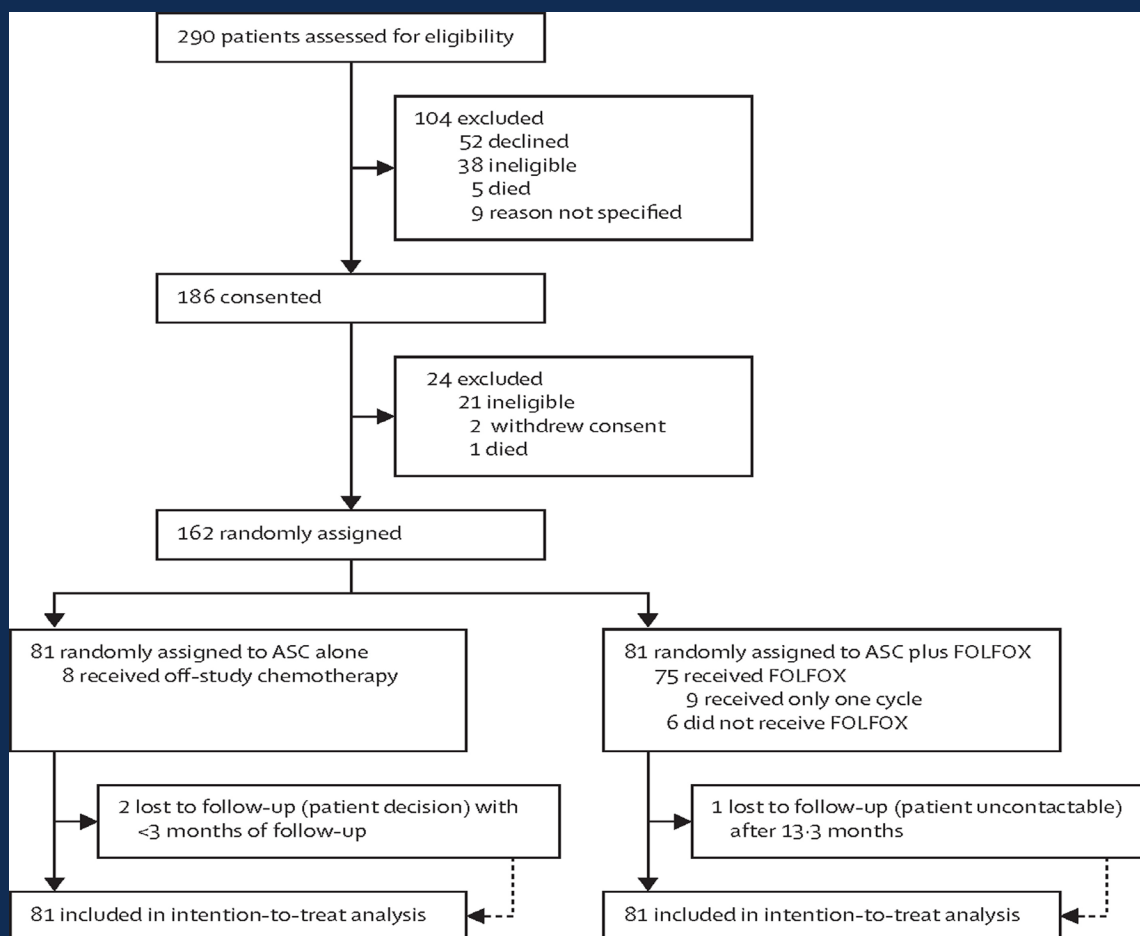 290 patients assessed for eligibility
104 excluded
52 declined
38 ineligible
5 died
9 reason not specified
186 consented
24 excluded
21 ineligible
2 withdrew consent
1 died
162 randomly assigned
81 randomly assigned to ASC alone
8 received off-study chemotherapy
81 randomly assigned to ASC plus FOLFOX
75 received FOLFOX
9 received only one cycle
6 did not receive FOLFOX
2 lost to follow-up (patient decision) with
<3 months of follow-up
1 lost to follow-up (patient uncontactable)
after 13·3 months
81 included in intention-to-treat analysis
81 included in intention-to-treat analysis